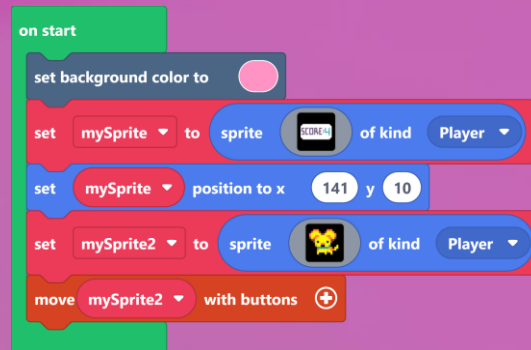 on start
set background color to
set mySprite to sprite SCORE:4 of kind Player
set mySprite position to x 141 y 10
set mySprite2 to sprite of kind Player
move mySprite2 with buttons